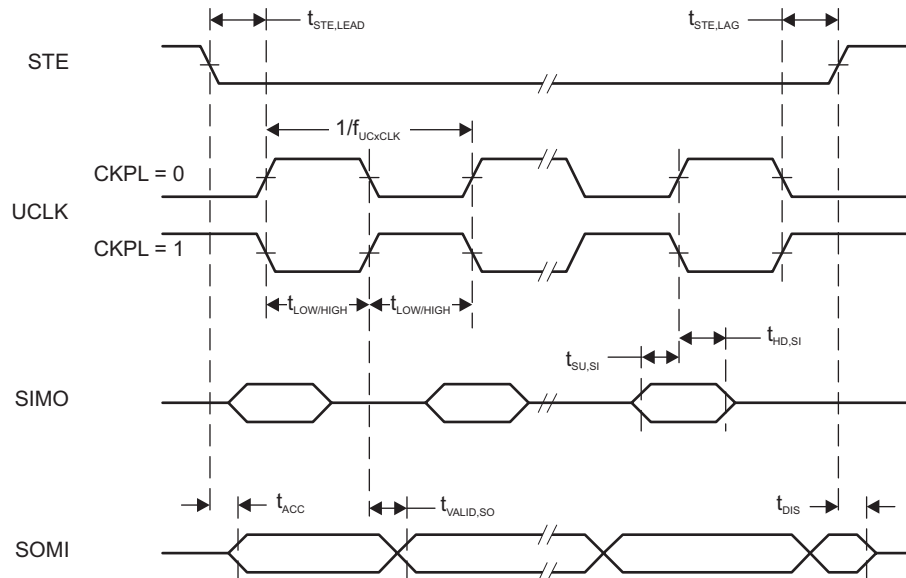 tSTE,LEAD
tSTE,LAG
STE
1/fUCxCLK
CKPL = 0
UCLK
CKPL = 1
tLOW/HIGH tLOW/HIGH
tHD,SI
tSU,SI
SIMO
tACC
tVALID,SO
tDIS
SOMI